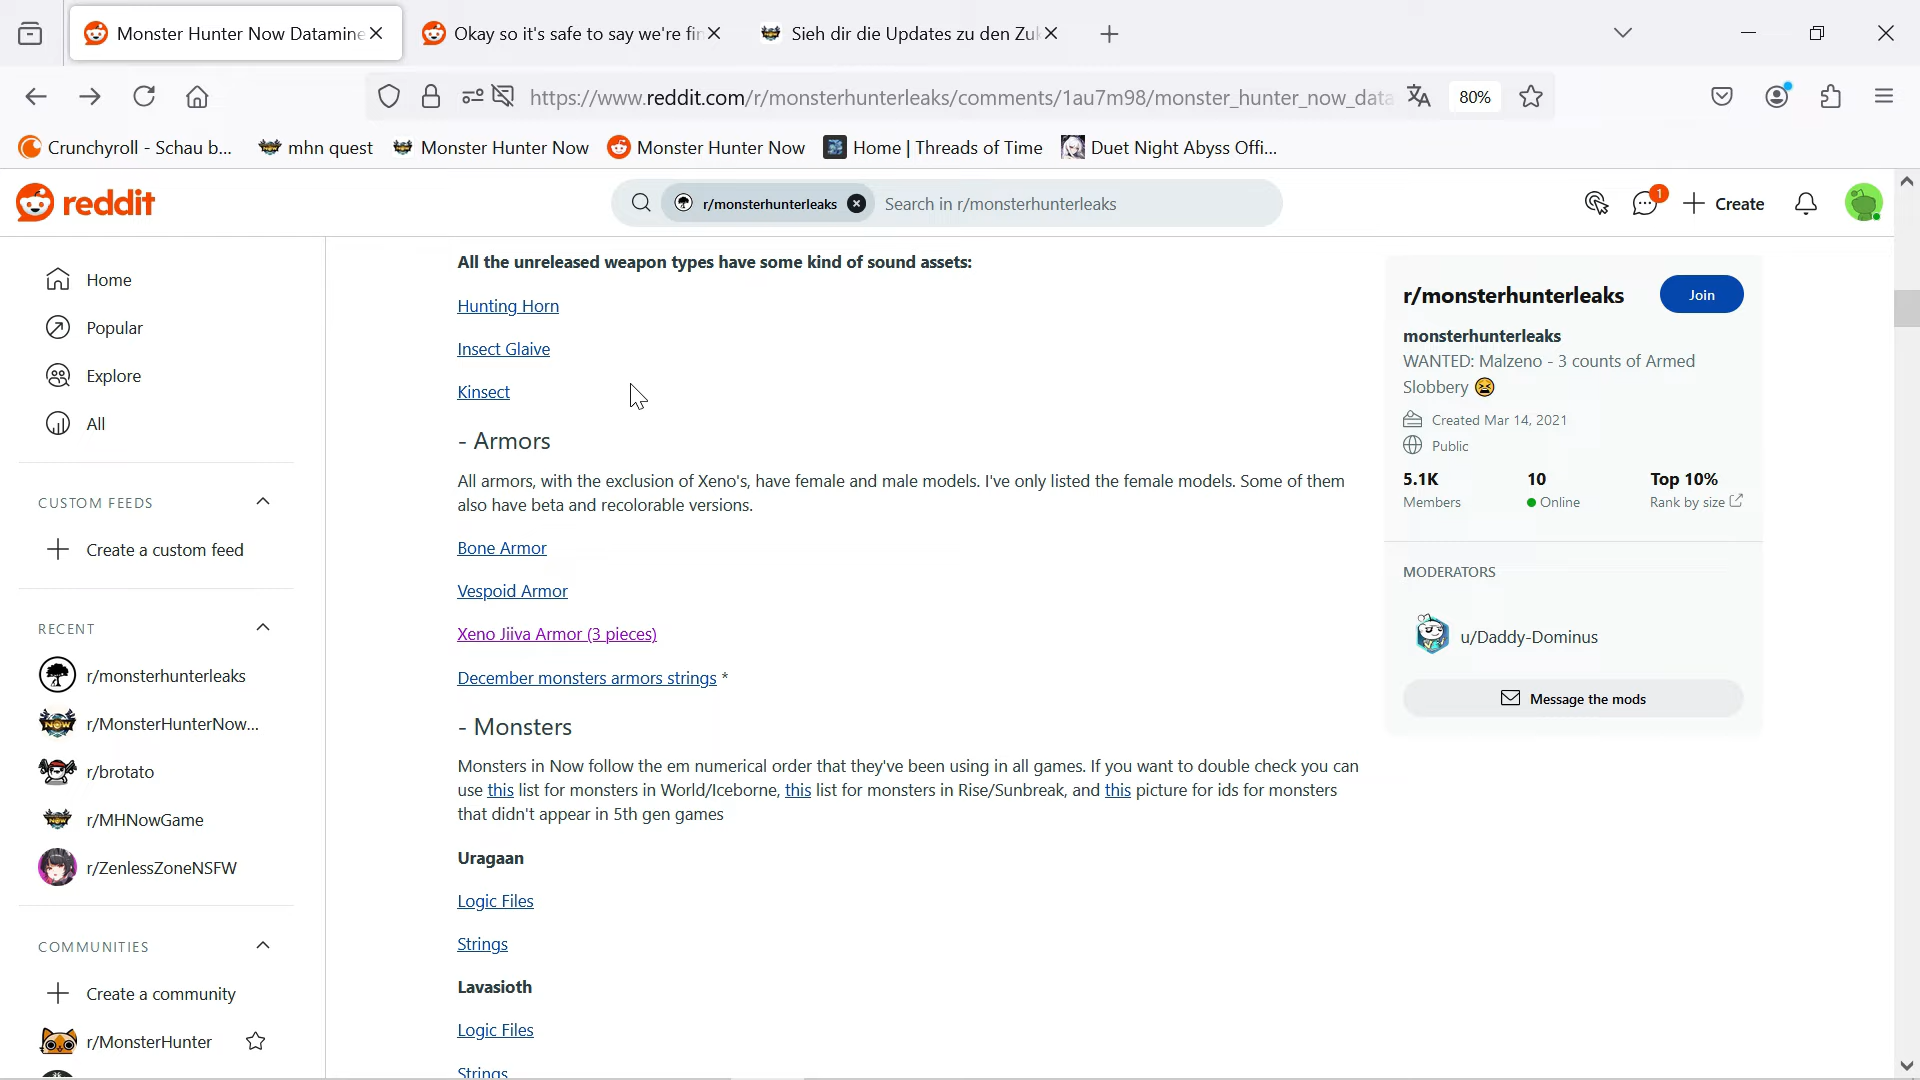 Monster Hunter Now Datamine
Okay so it's safe to say we're fir
Sieh dir die Updates zu den Zuk
https://www.reddit.com/r/monsterhunterleaks/comments/1au7m98/monster_hunter_now_data
80%
Crunchyroll - Schau b...
mhn quest
Monster Hunter Now
Monster Hunter Now
Home | Threads of Time
Duet Night Abyss Offi...
reddit
r/monsterhunterleaks
Search in r/monsterhunterleaks
1
Create
Home
Popular
Explore
All
CUSTOM FEEDS
Create a custom feed
RECENT
r/monsterhunterleaks
r/MonsterHunterNow...
r/brotato
r/MHNowGame
r/ZenlessZoneNSFW
COMMUNITIES
Create a community
r/MonsterHunter
All the unreleased weapon types have some kind of sound assets:
Hunting Horn
Insect Glaive
Kinsect
- Armors
All armors, with the exclusion of Xeno's, have female and male models. I've only listed the female models. Some of them
also have beta and recolorable versions.
Bone Armor
Vespoid Armor
Xeno Jiiva Armor (3 pieces)
December monsters armors strings *
- Monsters
Monsters in Now follow the em numerical order that they've been using in all games. If you want to double check you can
use this list for monsters in World/Iceborne, this list for monsters in Rise/Sunbreak, and this picture for ids for monsters
that didn't appear in 5th gen games
Uragaan
Logic Files
Strings
Lavasioth
Logic Files
Strings
r/monsterhunterleaks
Join
monsterhunterleaks
WANTED: Malzeno - 3 counts of Armed
Slobbery 😫
Created Mar 14, 2021
Public
5.1K
10
Top 10%
Members
Online
Rank by size
MODERATORS
u/Daddy-Dominus
Message the mods